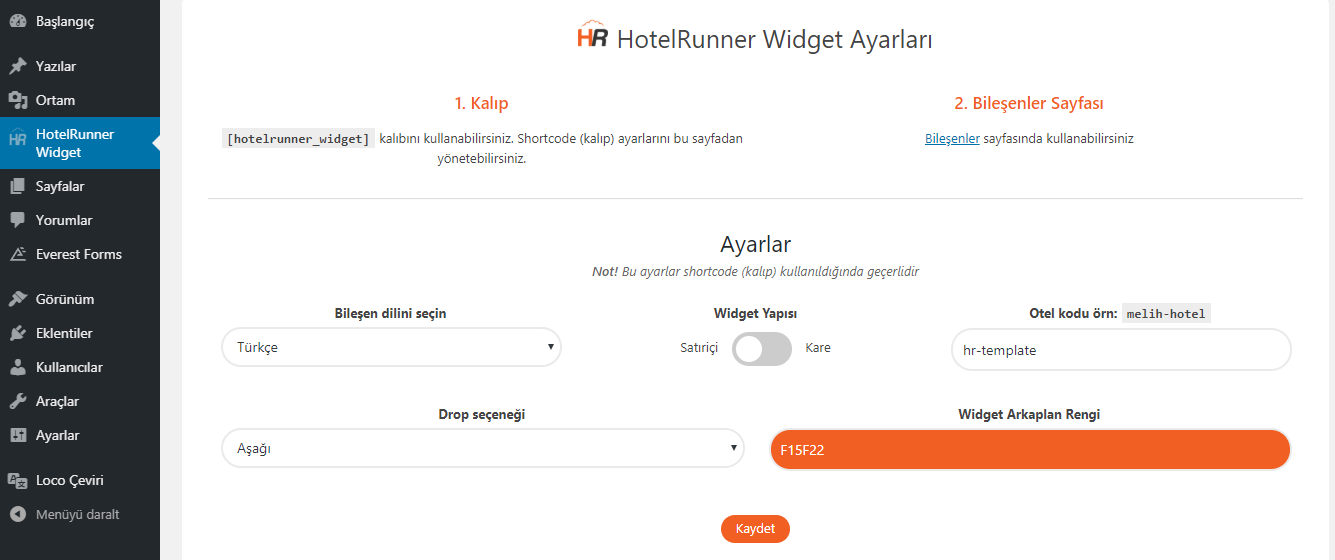 Başlangıç
Yazılar
Ortam
HotelRunner
Widget
Sayfalar
Yorumlar
Everest Forms
Görünüm
Eklentiler
Kullanıcılar
Araçlar
Ayarlar
Loco Çeviri
Menüyü daralt
HR HotelRunner Widget Ayarları
1. Kalıp
[hotelrunner_widget] kalıbını kullanabilirsiniz. Shortcode (kalıp) ayarlarını bu sayfadan
yönetebilirsiniz.
2. Bileşenler Sayfası
Bileşenler sayfasında kullanabilirsiniz
Ayarlar
Not! Bu ayarlar shortcode (kalıp) kullanıldığında geçerlidir
Bileşen dilini seçin
Türkçe
Widget Yapısı
Satıriçi Kare
Otel kodu örn: melih-hotel
hr-template
Drop seçeneği
Aşağı
Widget Arkaplan Rengi
F15F22
Kaydet